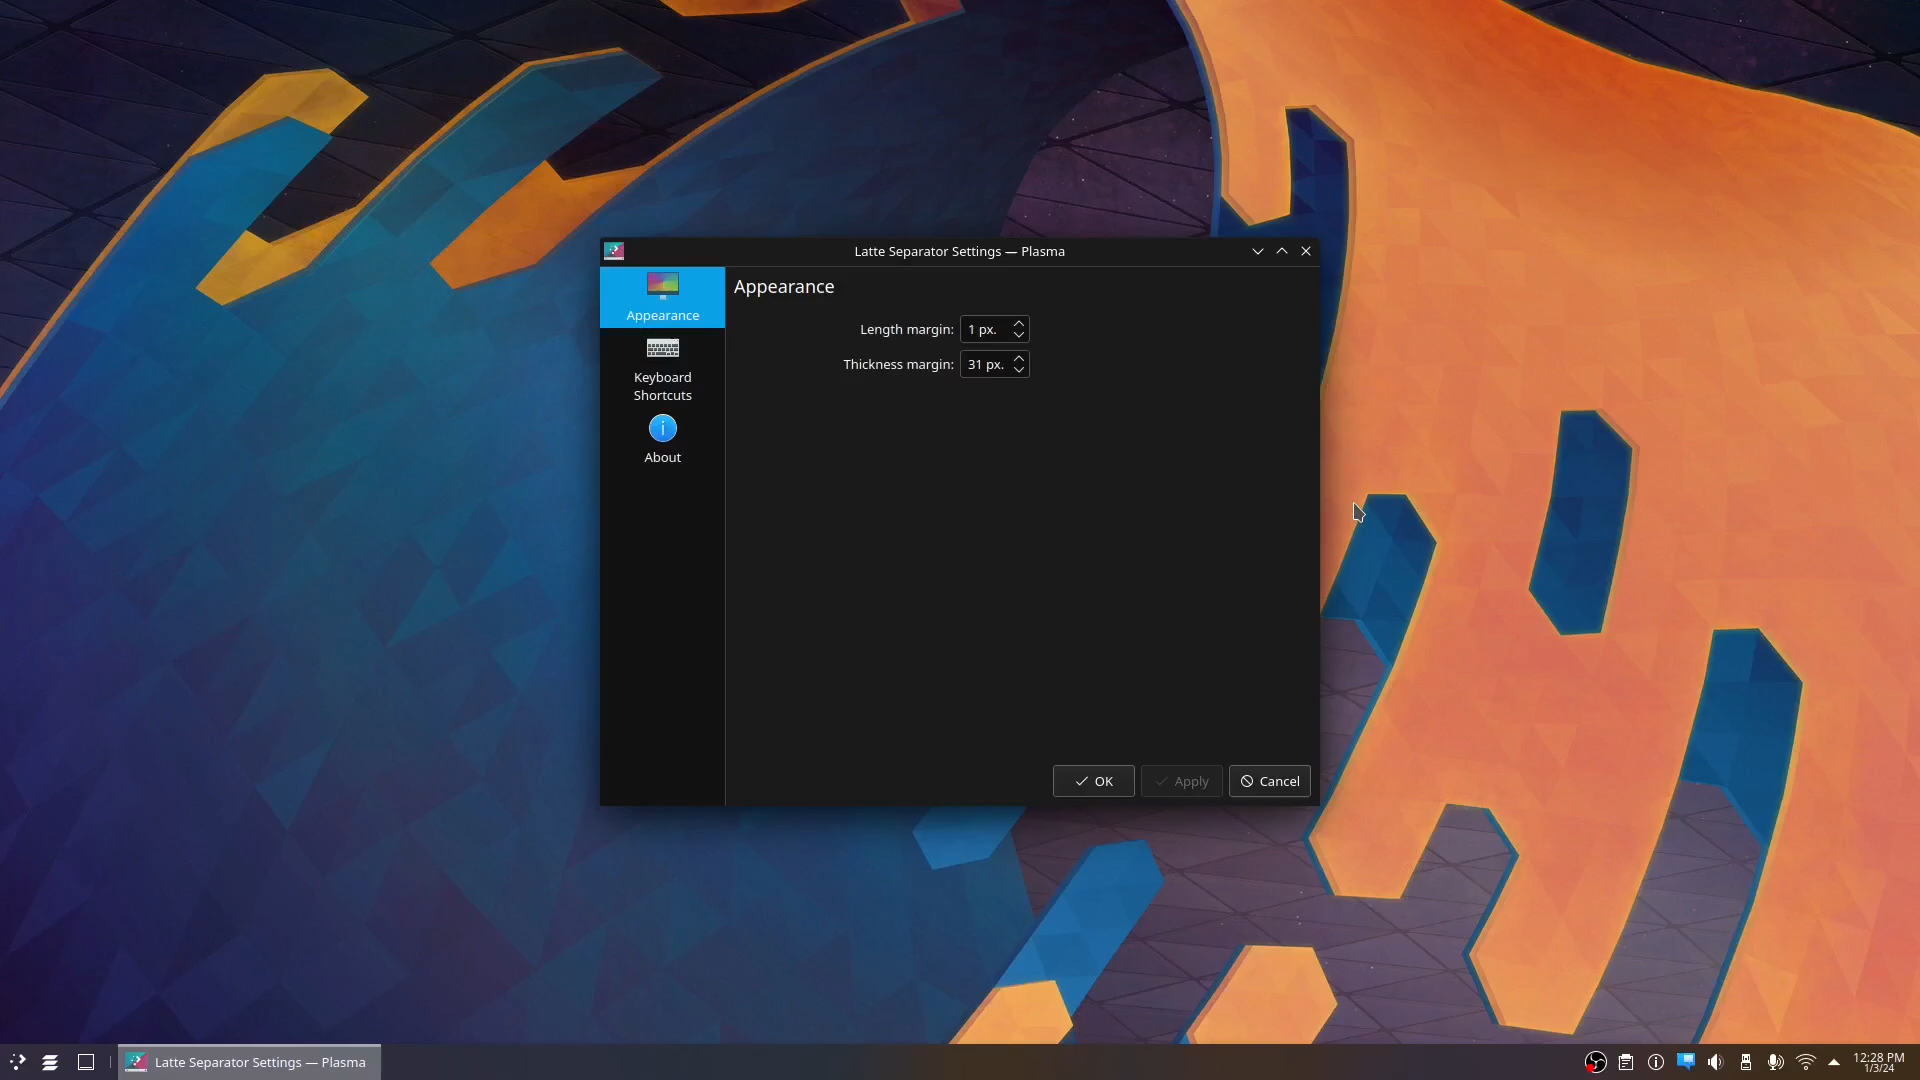 Latte Separator Settings — Plasma
Appearance
Keyboard
Shortcuts
About
Appearance
Length margin: 1 px.
Thickness margin: 31 px.
OK
Apply
Cancel
Latte Separator Settings — Plasma
12:28 PM
1/3/24